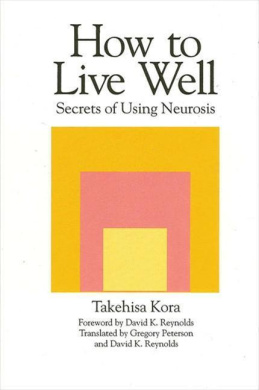 How to
Live Well
Secrets of Using Neurosis
Takehisa Kora
Foreword by David K. Reynolds
Translated by Gregory Peterson
and David K. Reynolds